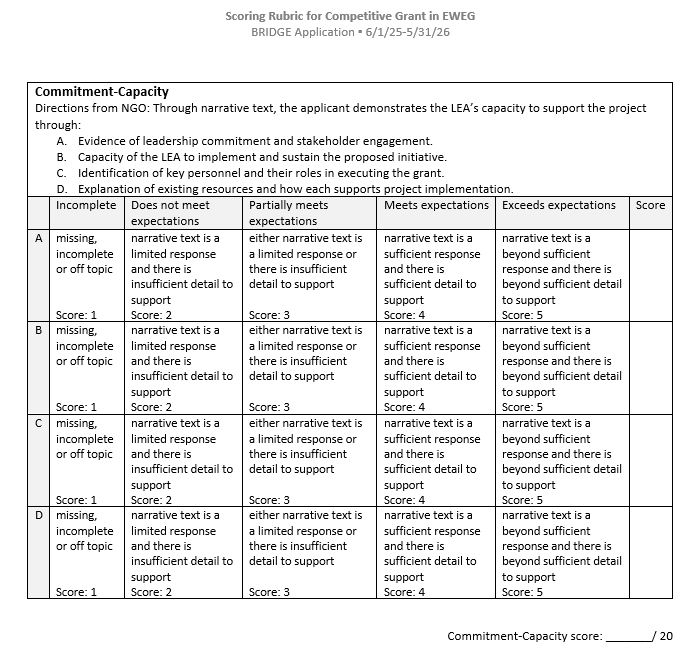 Scoring Rubric for Competitive Grant in EWEG
BRIDGE Application • 6/1/25-5/31/26
Commitment-Capacity
Directions from NGO: Through narrative text, the applicant demonstrates the LEA's capacity to support the project
through:
A. Evidence of leadership commitment and stakeholder engagement.
B. Capacity of the LEA to implement and sustain the proposed initiative.
C. Identification of key personnel and their roles in executing the grant.
D. Explanation of existing resources and how each supports project implementation.
Incomplete
Does not meet
expectations
Partially meets
expectations
Meets expectations
Exceeds expectations
Score
A
missing,
incomplete
or off topic
Score: 1
narrative text is a
limited response
and there is
insufficient detail to
support
Score: 2
either narrative text is
a limited response or
there is insufficient
detail to support
Score: 3
narrative text is a
sufficient response
and there is
sufficient detail to
support
Score: 4
narrative text is a
beyond sufficient
response and there is
beyond sufficient detail
to support
Score: 5
B
missing,
incomplete
or off topic
Score: 1
narrative text is a
limited response
and there is
insufficient detail to
support
Score: 2
either narrative text is
a limited response or
there is insufficient
detail to support
Score: 3
narrative text is a
sufficient response
and there is
sufficient detail to
support
Score: 4
narrative text is a
beyond sufficient
response and there is
beyond sufficient detail
to support
Score: 5
C
missing,
incomplete
or off topic
Score: 1
narrative text is a
limited response
and there is
insufficient detail to
support
Score: 2
either narrative text is
a limited response or
there is insufficient
detail to support
Score: 3
narrative text is a
sufficient response
and there is
sufficient detail to
support
Score: 4
narrative text is a
beyond sufficient
response and there is
beyond sufficient detail
to support
Score: 5
D
missing,
incomplete
or off topic
Score: 1
narrative text is a
limited response
and there is
insufficient detail to
support
Score: 2
either narrative text is
a limited response or
there is insufficient
detail to support
Score: 3
narrative text is a
sufficient response
and there is
sufficient detail to
support
Score: 4
narrative text is a
beyond sufficient
response and there is
beyond sufficient detail
to support
Score: 5
Commitment-Capacity score: _______/ 20